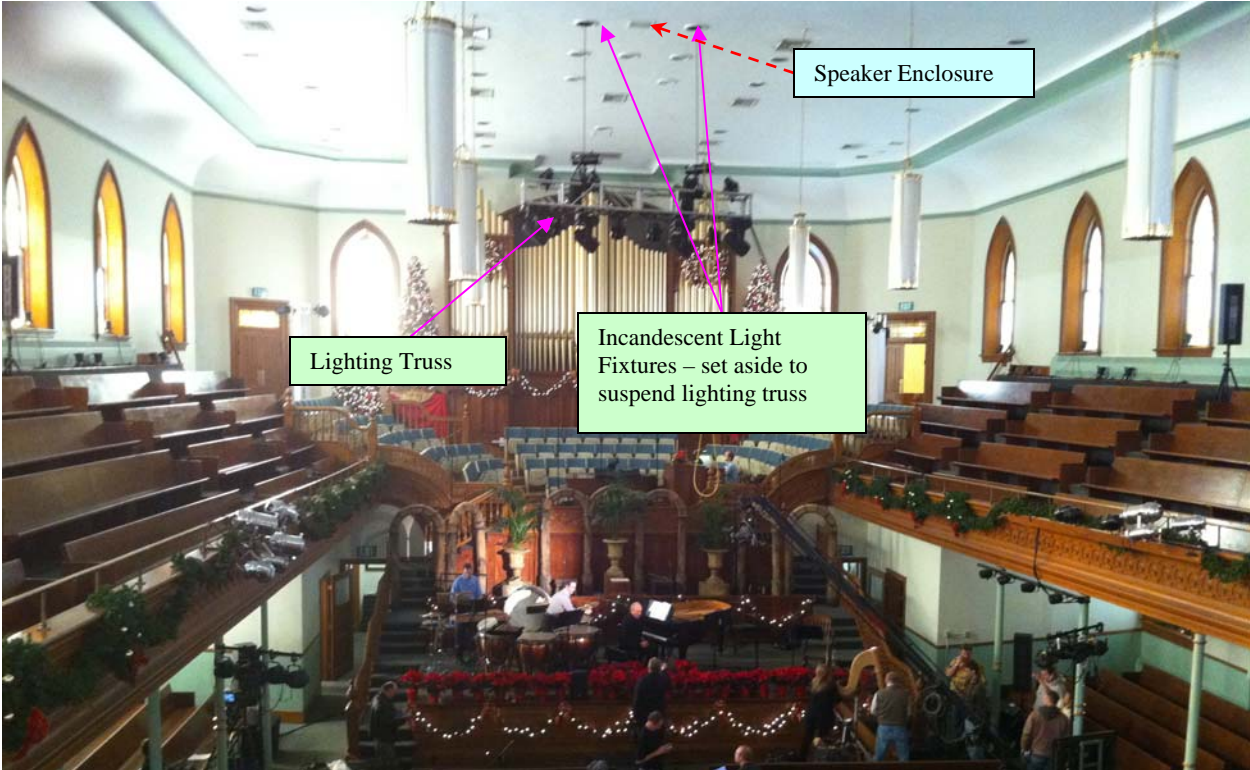 Speaker Enclosure
Lighting Truss
Incandescent Light
Fixtures – set aside to
suspend lighting truss